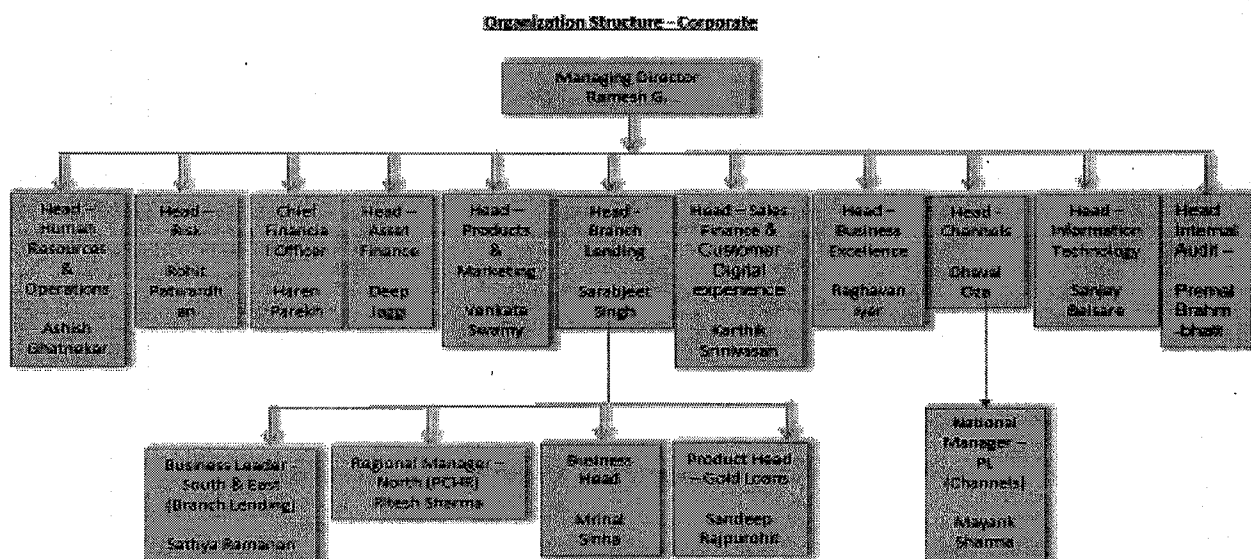 Organization Structure – Corporate
Managing Director
Ramesh G.
Head –
Human
Resources
&
Operations
Ashish
Ghatnekar
Head –
Risk
Rohit
Patwardh
an
Chief
Financia
l Officer
Haren
Parekh
Head –
Asset
Finance
Deep
Jaggi
Head –
Products
&
Marketing
Venkata
Swamy
Head -
Branch
Lending
Sarabjeet
Singh
Head – Sales
Finance &
Customer
Digital
experience
Karthik
Srinivasan
Head –
Business
Excellence
Raghavan
Iyer
Head -
Channels
Dhaval
Oza
Head –
Information
Technology
Sanjay
Belsare
Head
Internal
Audit –
Premal
Brahm
-bhatt
Business Leader -
South & East
(Branch Lending)
Sathya Ramanan
Regional Manager –
North (PCHR)
Ritesh Sharma
Business
Head
Mrinal
Sinha
Product Head
– Gold Loans
Sandeep
Rajpurohit
National
Manager –
PL
(Channels)
Mayank
Sharma